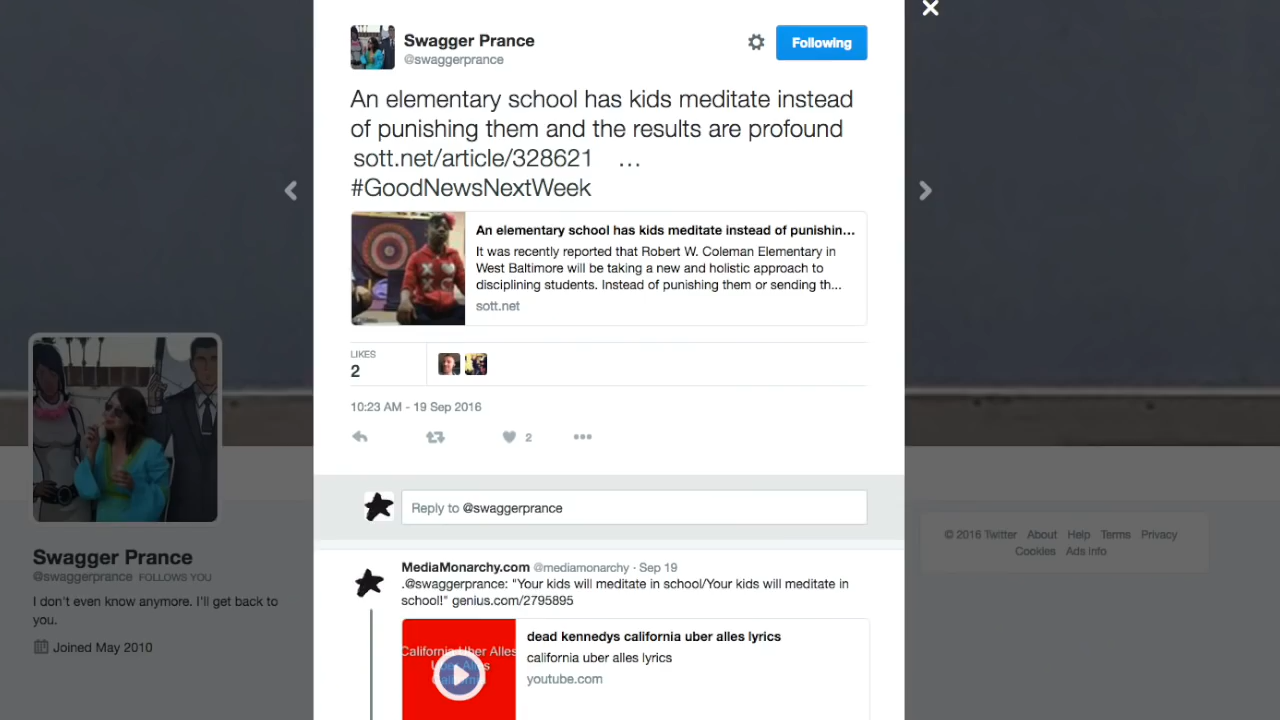 Swagger Prance
@swaggerprance
Following
An elementary school has kids meditate instead
of punishing them and the results are profound
sott.net/article/328621 …
#GoodNewsNextWeek
An elementary school has kids meditate instead of punishin...
It was recently reported that Robert W. Coleman Elementary in
West Baltimore will be taking a new and holistic approach to
disciplining students. Instead of punishing them or sending th...
sott.net
LIKES
2
10:23 AM - 19 Sep 2016
2
Reply to @swaggerprance
MediaMonarchy.com @mediamonarchy · Sep 19
.@swaggerprance: "Your kids will meditate in school/Your kids will meditate in
school!" genius.com/2795895
California Uber Alles
dead kennedys california uber alles lyrics
california uber alles lyrics
youtube.com
Swagger Prance
@swaggerprance FOLLOWS YOU
I don't even know anymore. I'll get back to
you.
Joined May 2010
© 2016 Twitter About Help Terms Privacy
Cookies Ads info